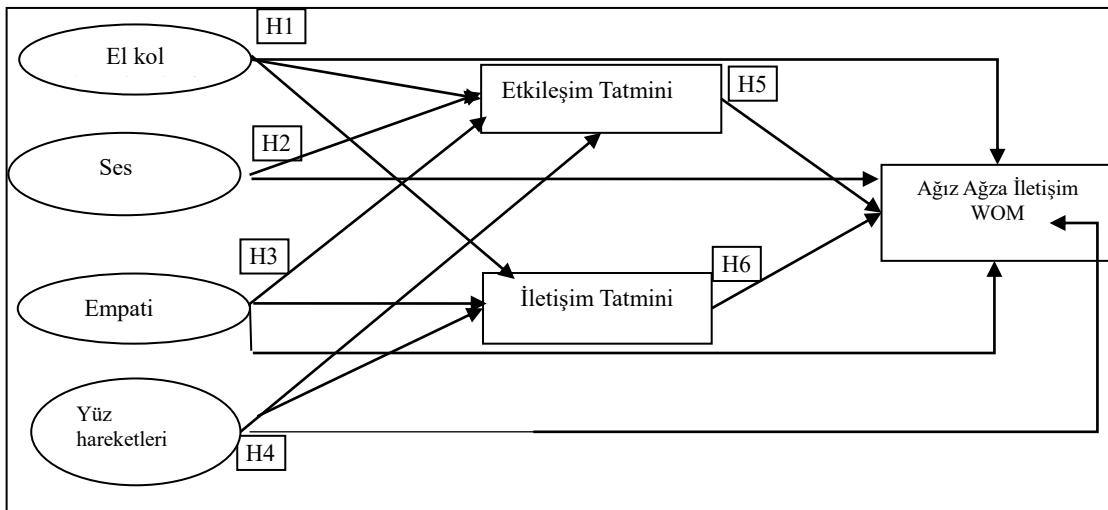 H1
El kol
Etkileşim Tatmini
H5
H2
Ses
Ağız Ağza İletişim
WOM
H3
H6
Empati
İletişim Tatmini
Yüz
hareketleri
H4